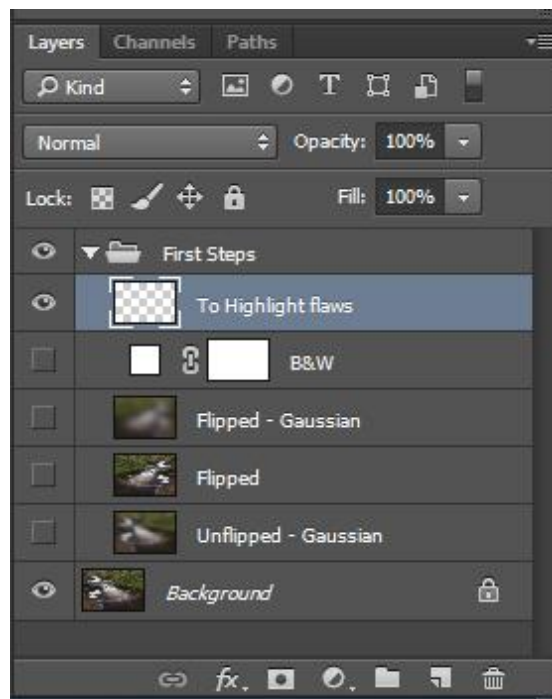 Layers Channels Paths
Kind T
Normal Opacity: 100%
Lock: Fill: 100%
First Steps
To Highlight flaws
B&W
Flipped - Gaussian
Flipped
Unflipped - Gaussian
Background
fx.